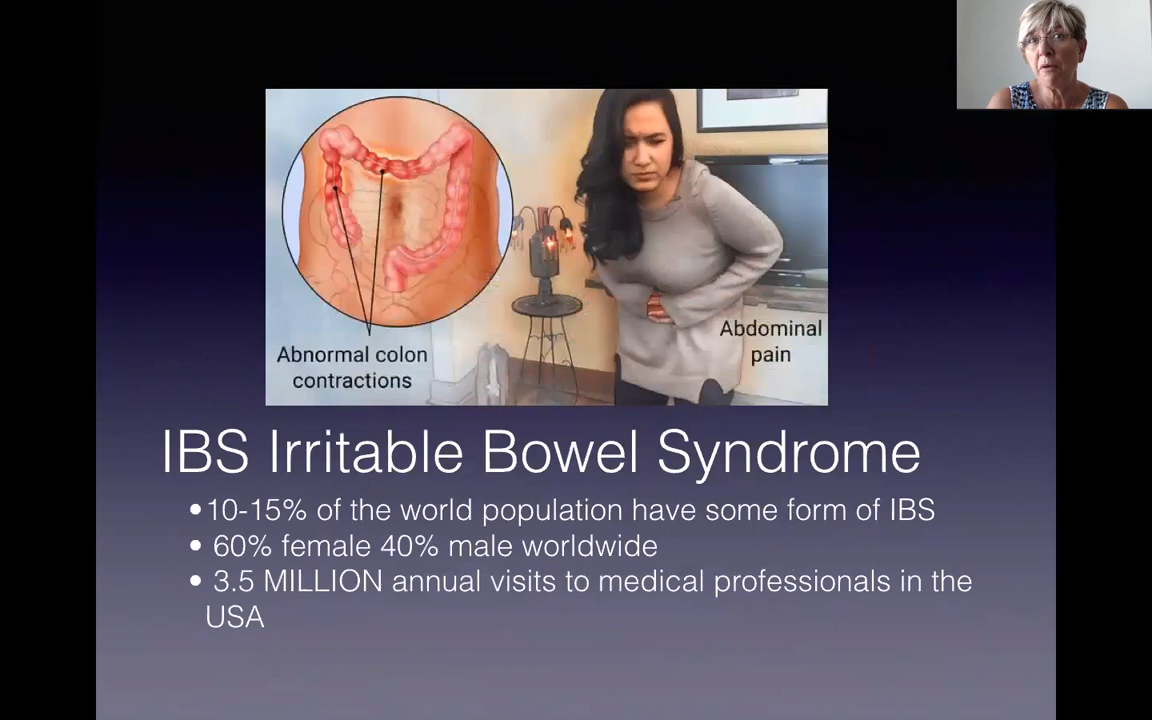 Abnormal colon
contractions
Abdominal
pain
IBS Irritable Bowel Syndrome
•10-15% of the world population have some form of IBS
• 60% female 40% male worldwide
• 3.5 MILLION annual visits to medical professionals in the
USA